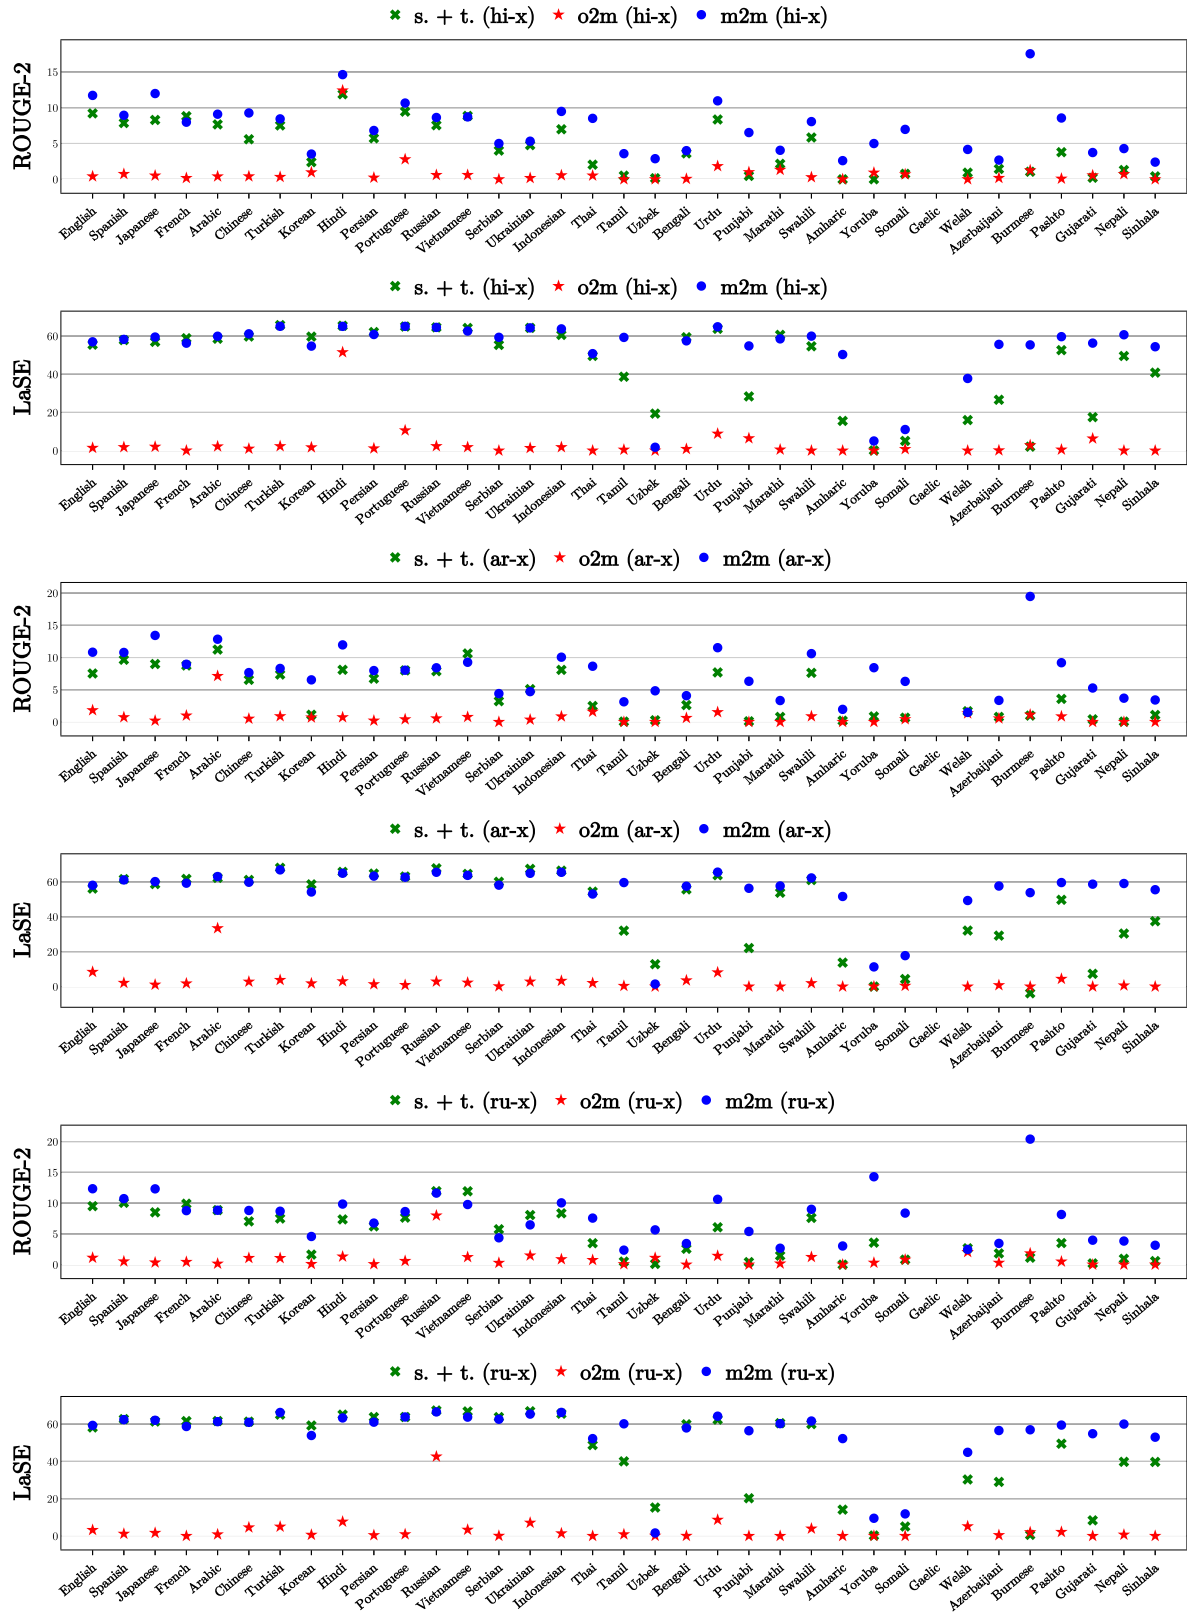 s. + t. (hi-x) o2m (hi-x) m2m (hi-x)
ROUGE-2
15
10
5
0
English Spanish Japanese French Arabic Chinese Turkish Korean Hindi Persian Portuguese Russian Vietnamese Serbian Ukrainian Indonesian Thai Tamil Uzbek Bengali Urdu Punjabi Marathi Swahili Amharic Yoruba Somali Gaelic Welsh Azerbaijani Burmese Pashto Gujarati Nepali Sinhala
s. + t. (hi-x) o2m (hi-x) m2m (hi-x)
LaSE
60
40
20
0
English Spanish Japanese French Arabic Chinese Turkish Korean Hindi Persian Portuguese Russian Vietnamese Serbian Ukrainian Indonesian Thai Tamil Uzbek Bengali Urdu Punjabi Marathi Swahili Amharic Yoruba Somali Gaelic Welsh Azerbaijani Burmese Pashto Gujarati Nepali Sinhala
s. + t. (ar-x) o2m (ar-x) m2m (ar-x)
ROUGE-2
20
15
10
5
0
English Spanish Japanese French Arabic Chinese Turkish Korean Hindi Persian Portuguese Russian Vietnamese Serbian Ukrainian Indonesian Thai Tamil Uzbek Bengali Urdu Punjabi Marathi Swahili Amharic Yoruba Somali Gaelic Welsh Azerbaijani Burmese Pashto Gujarati Nepali Sinhala
s. + t. (ar-x) o2m (ar-x) m2m (ar-x)
LaSE
60
40
20
0
English Spanish Japanese French Arabic Chinese Turkish Korean Hindi Persian Portuguese Russian Vietnamese Serbian Ukrainian Indonesian Thai Tamil Uzbek Bengali Urdu Punjabi Marathi Swahili Amharic Yoruba Somali Gaelic Welsh Azerbaijani Burmese Pashto Gujarati Nepali Sinhala
s. + t. (ru-x) o2m (ru-x) m2m (ru-x)
ROUGE-2
20
15
10
5
0
English Spanish Japanese French Arabic Chinese Turkish Korean Hindi Persian Portuguese Russian Vietnamese Serbian Ukrainian Indonesian Thai Tamil Uzbek Bengali Urdu Punjabi Marathi Swahili Amharic Yoruba Somali Gaelic Welsh Azerbaijani Burmese Pashto Gujarati Nepali Sinhala
s. + t. (ru-x) o2m (ru-x) m2m (ru-x)
LaSE
60
40
20
0
English Spanish Japanese French Arabic Chinese Turkish Korean Hindi Persian Portuguese Russian Vietnamese Serbian Ukrainian Indonesian Thai Tamil Uzbek Bengali Urdu Punjabi Marathi Swahili Amharic Yoruba Somali Gaelic Welsh Azerbaijani Burmese Pashto Gujarati Nepali Sinhala